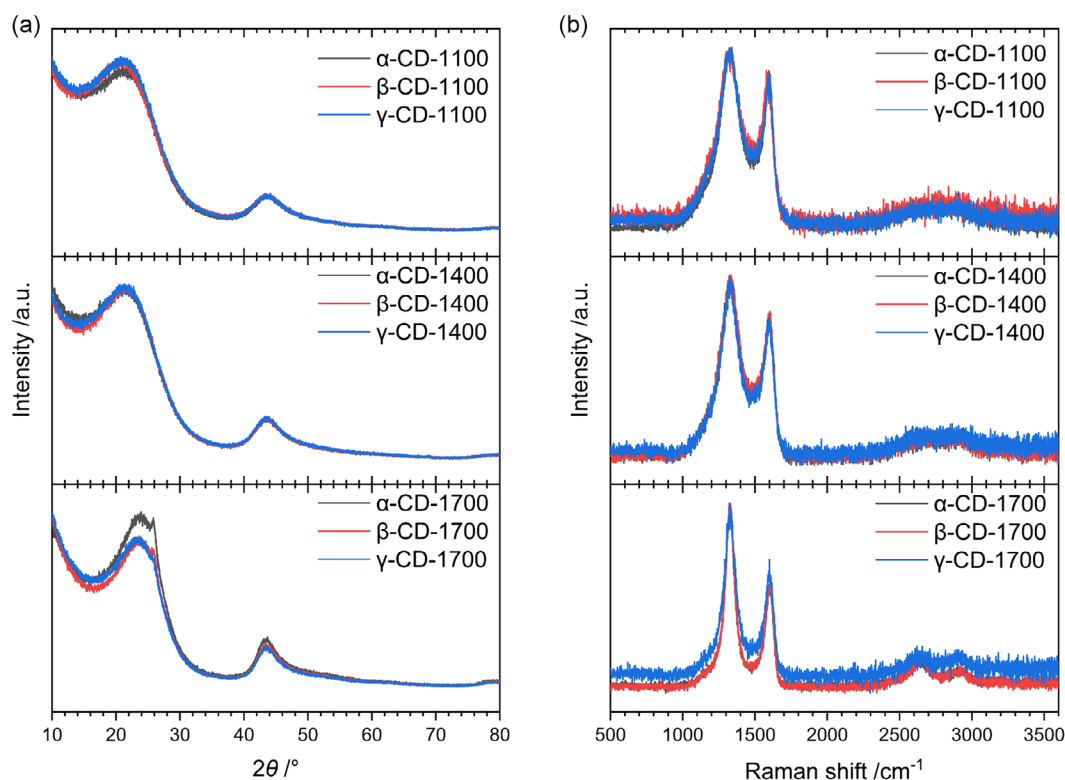 (a)
α-CD-1100
β-CD-1100
γ-CD-1100
α-CD-1400
β-CD-1400
γ-CD-1400
α-CD-1700
β-CD-1700
γ-CD-1700
Intensity /a.u.
10 20 30 40 50 60 70 80
2θ /°
(b)
α-CD-1100
β-CD-1100
γ-CD-1100
α-CD-1400
β-CD-1400
γ-CD-1400
α-CD-1700
β-CD-1700
γ-CD-1700
Intensity /a.u.
500 1000 1500 2000 2500 3000 3500
Raman shift /cm⁻¹